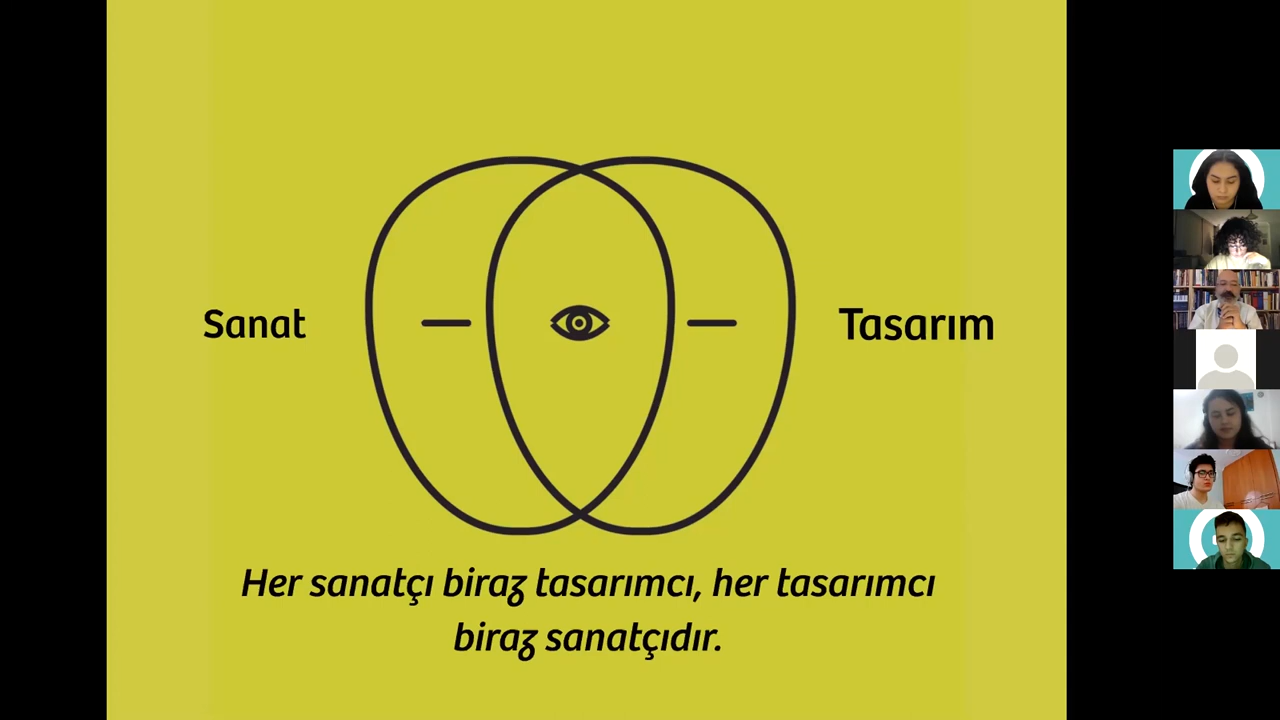 Sanat
Tasarım
Her sanatçı biraz tasarımcı, her tasarımcı
biraz sanatçıdır.